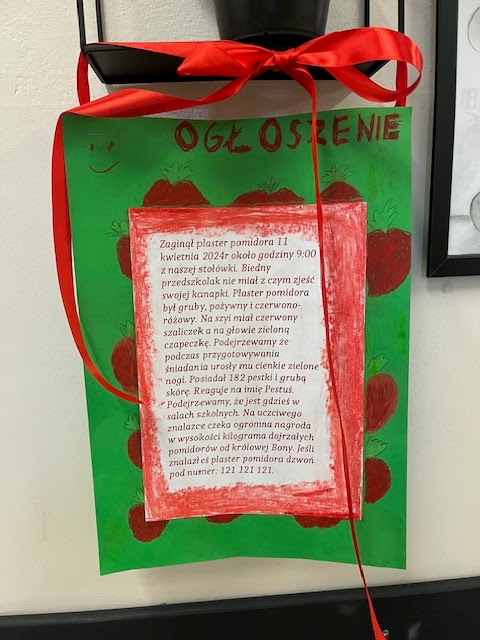 OGŁOSZENIE
Zaginął plaster pomidora 11
kwietnia 2024r około godziny 9:00
z naszej stołówki. Biedny
przedszkolak nie miał z czym zjeść
swojej kanapki. Plaster pomidora
był gruby, pożywny i czerwono-
różowy. Na szyi miał czerwony
szaliczek a na głowie zieloną
czapeczkę. Podejrzewamy że
podczas przygotowywania
śniadania urosły mu cienkie zielone
nogi. Posiadał 182 pestki i grubą
skórę. Reaguje na imię Pestuś.
Podejrzewamy, że jest gdzieś w
salach szkolnych. Na uczciwego
znalazce czeka ogromna nagroda
w wysokości kilograma dojrzałych
pomidorów od królowej Bony. Jeśli
znalazłeś plaster pomidora dzwoń
pod numer: 121 121 121.